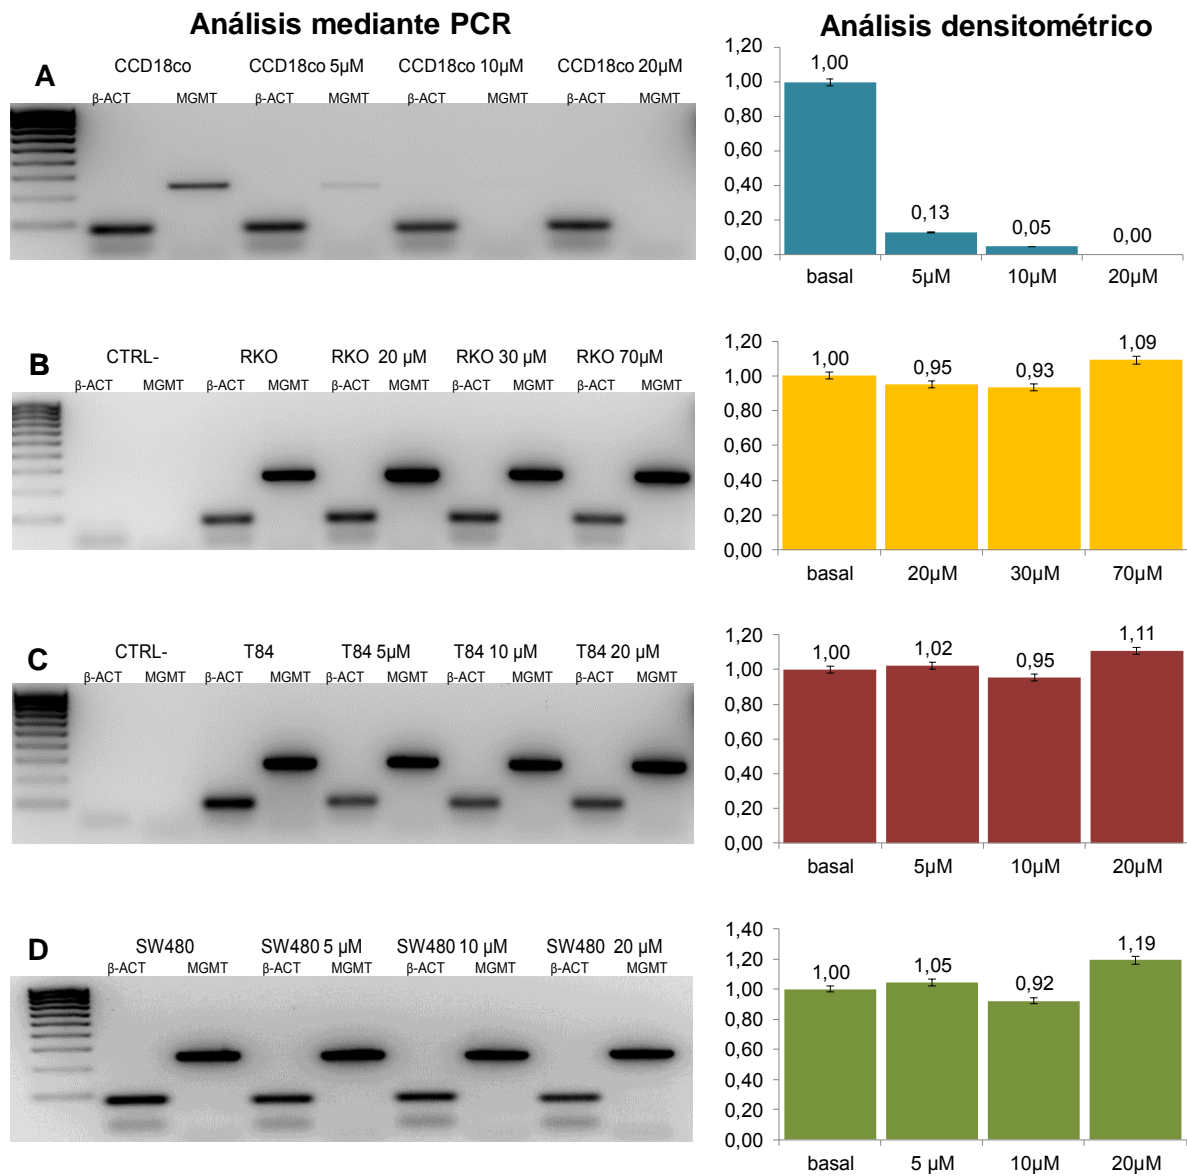 Análisis mediante PCR
Análisis densitométrico
A
CCD18co CCD18co 5µM CCD18co 10µM CCD18co 20µM
β-ACT MGMT β-ACT MGMT β-ACT MGMT β-ACT MGMT
1,20
1,00
0,80
0,60
0,40
0,20
0,00
1,00 0,13 0,05 0,00
basal 5µM 10µM 20µM
B
CTRL- RKO RKO 20 µM RKO 30 µM RKO 70µM
β-ACT MGMT β-ACT MGMT β-ACT MGMT β-ACT MGMT β-ACT MGMT
1,20
1,00
0,80
0,60
0,40
0,20
0,00
1,00 0,95 0,93 1,09
basal 20µM 30µM 70µM
C
CTRL- T84 T84 5µM T84 10 µM T84 20 µM
β-ACT MGMT β-ACT MGMT β-ACT MGMT β-ACT MGMT β-ACT MGMT
1,20
1,00
0,80
0,60
0,40
0,20
0,00
1,00 1,02 0,95 1,11
basal 5µM 10µM 20µM
D
SW480 SW480 5 µM SW480 10 µM SW480 20 µM
β-ACT MGMT β-ACT MGMT β-ACT MGMT β-ACT MGMT
1,40
1,20
1,00
0,80
0,60
0,40
0,20
0,00
1,00 1,05 0,92 1,19
basal 5 µM 10µM 20µM